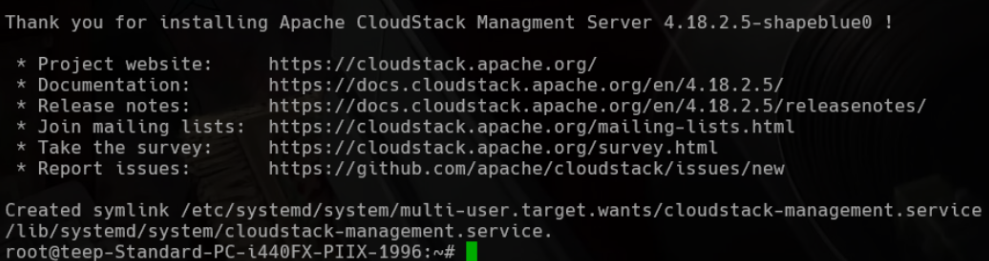 Thank you for installing Apache CloudStack Managment Server 4.18.2.5-shapeblue0 !
* Project website: https://cloudstack.apache.org/
* Documentation: https://docs.cloudstack.apache.org/en/4.18.2.5/
* Release notes: https://docs.cloudstack.apache.org/en/4.18.2.5/releasenotes/
* Join mailing lists: https://cloudstack.apache.org/mailing-lists.html
* Take the survey: https://cloudstack.apache.org/survey.html
* Report issues: https://github.com/apache/cloudstack/issues/new
Created symlink /etc/systemd/system/multi-user.target.wants/cloudstack-management.service
/lib/systemd/system/cloudstack-management.service.
root@teep-Standard-PC-i440FX-PIIX-1996:~#